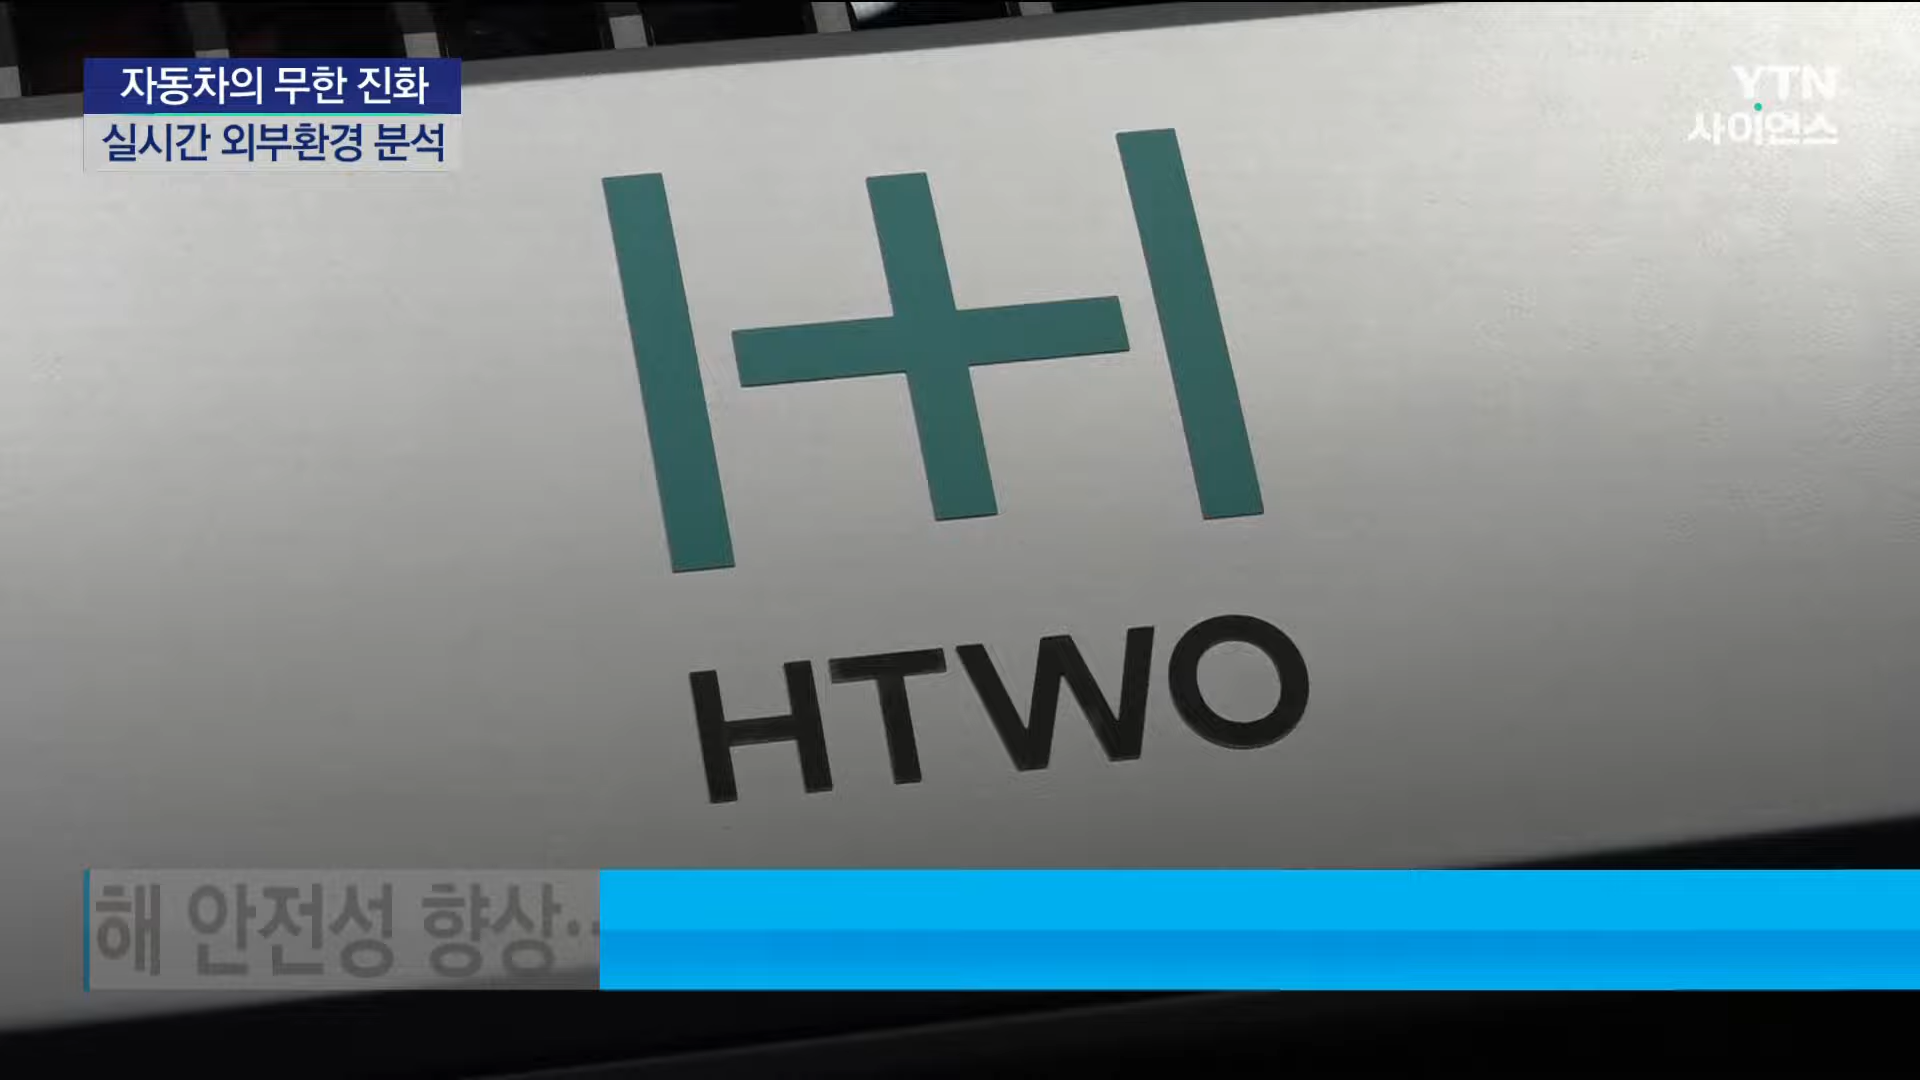 자동차의 무한 진화
실시간 외부환경 분석
YTN
사이언스
HTWO
해 안전성 향상‥